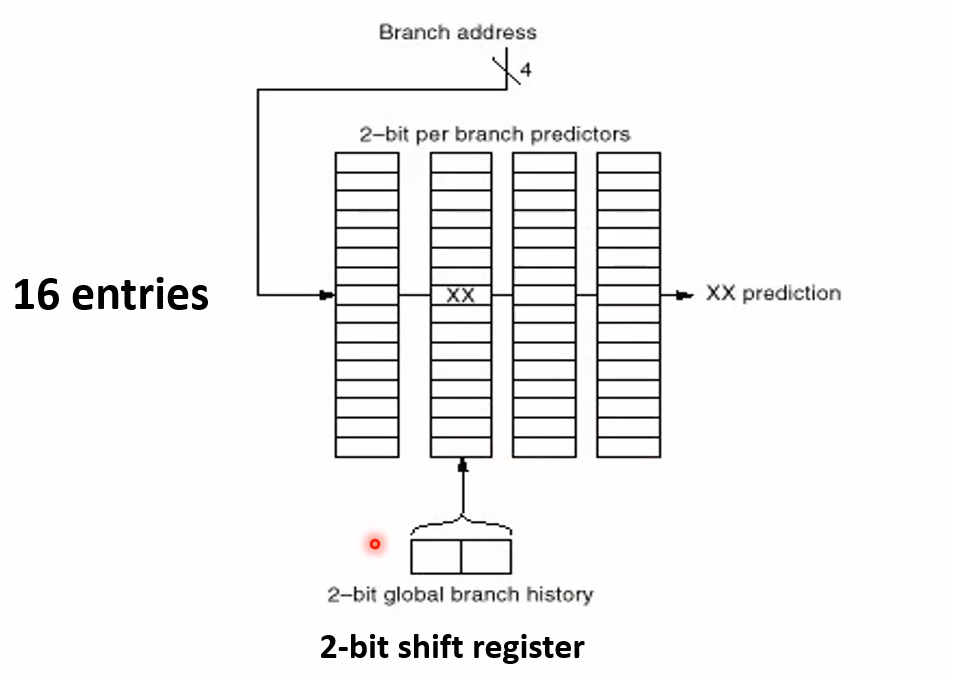 Branch address
4
2–bit per branch predictors
16 entries
XX
XX prediction
2–bit global branch history
2-bit shift register